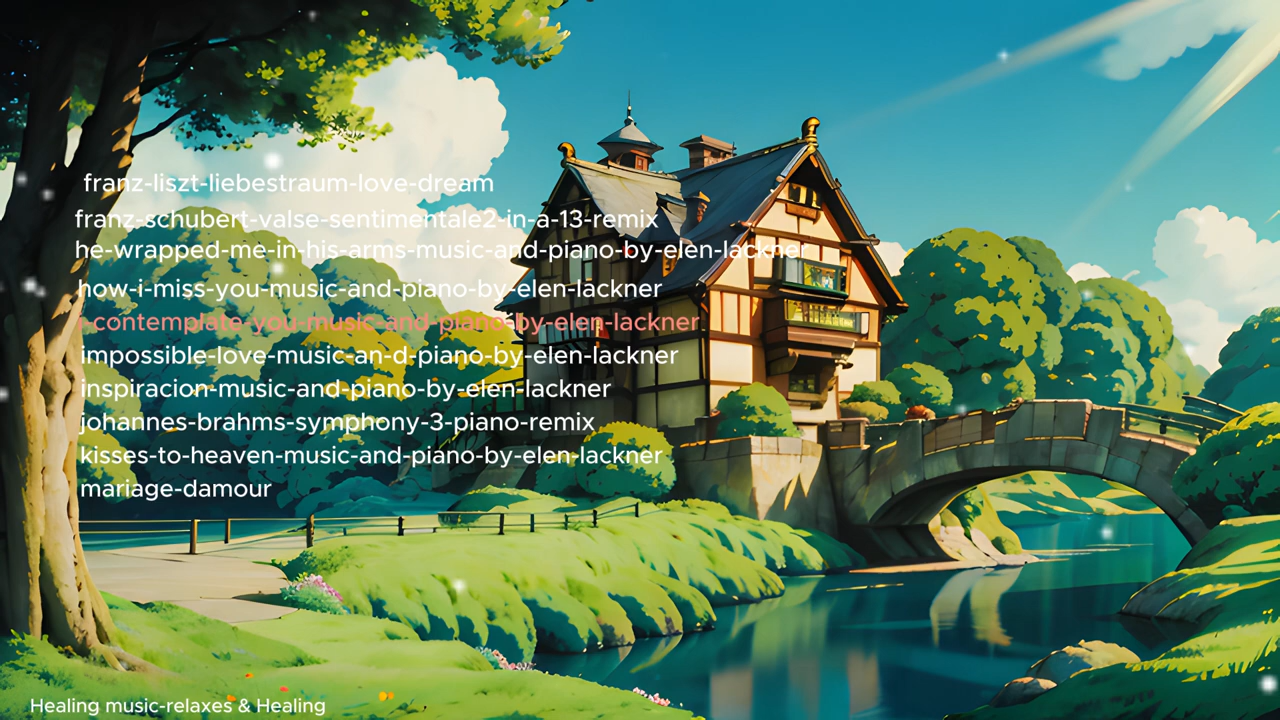 franz-liszt-liebestraum-love-dream
franz-schubert-valse-sentimentale2-in-a-13-remix
he-wrapped-me-in-his-arms-music-and-piano-by-elen-lackner
how-i-miss-you-music-and-piano-by-elen-lackner
i-contemplate-you-music-and-piano-by-elen-lackner
impossible-love-music-an-d-piano-by-elen-lackner
inspiracion-music-and-piano-by-elen-lackner
johannes-brahms-symphony-3-piano-remix
kisses-to-heaven-music-and-piano-by-elen-lackner
mariage-damour
Healing music-relaxes & Healing